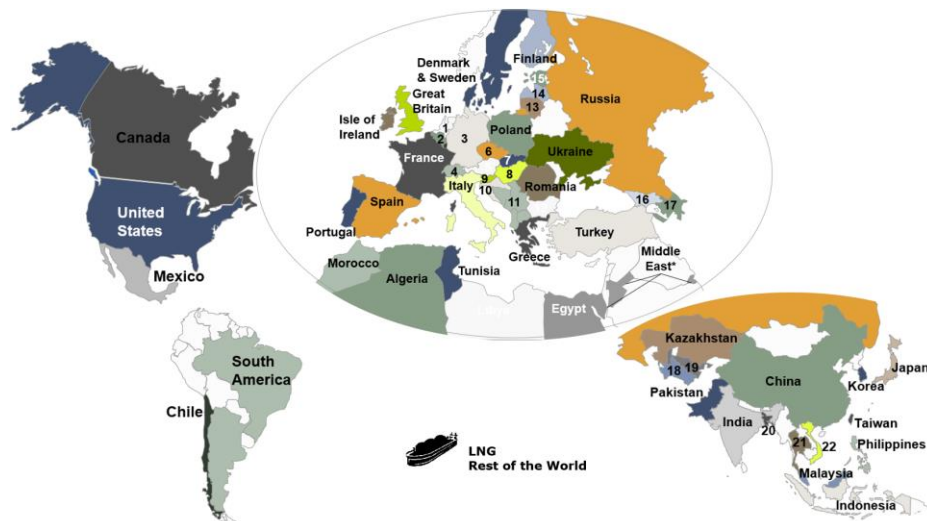 Canada
United
States
Mexico
South
America
Chile
Denmark
& Sweden
Finland
Great
Britain
Isle of
Ireland
Russia
Poland
Ukraine
France
Italy
Romania
Spain
Portugal
Greece
Turkey
Morocco
Algeria
Tunisia
Libya
Egypt
Middle
East*
1
2
3
4
6
7
8
9
10
11
13
14
15
16
17
LNG
Rest of the World
Kazakhstan
18
19
Pakistan
China
India
20
21
22
Korea
Japan
Taiwan
Philippines
Malaysia
Indonesia